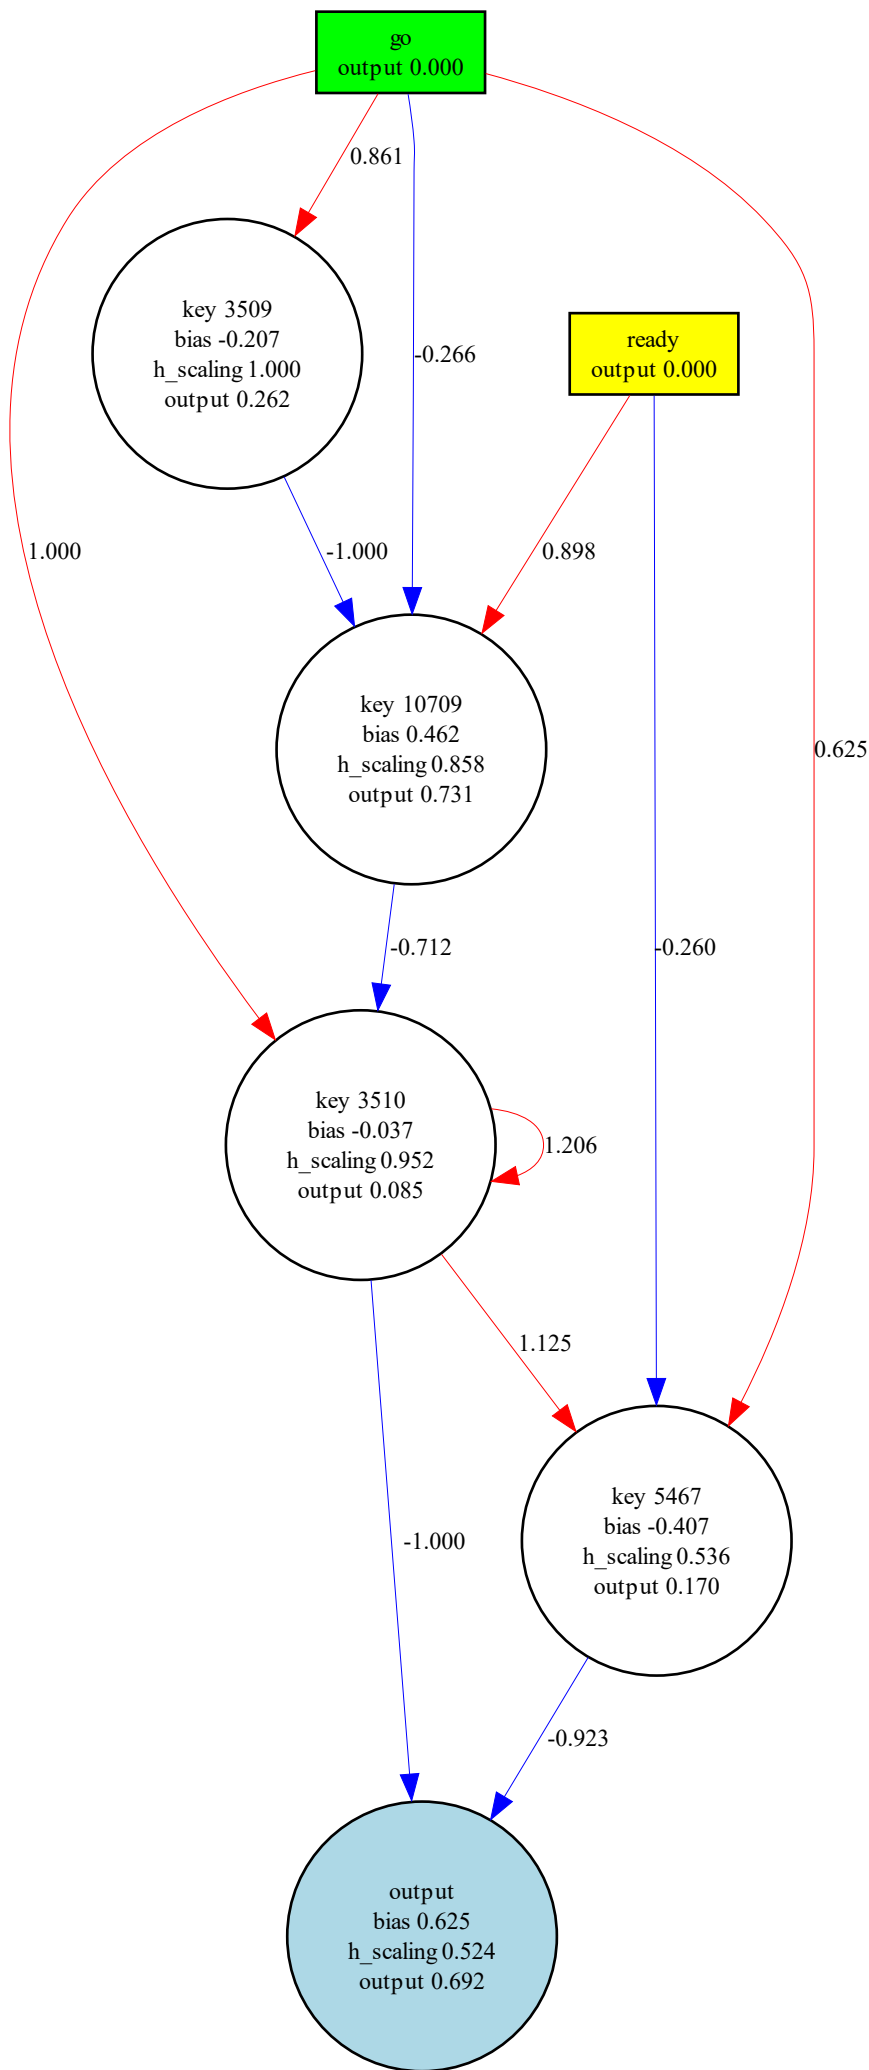 go
output 0.000
0.861
key 3509
bias -0.207
h_scaling 1.000
output 0.262
-0.266
ready
output 0.000
1.000
-1.000
0.898
key 10709
bias 0.462
h_scaling 0.858
output 0.731
0.625
-0.712
-0.260
key 3510
bias -0.037
h_scaling 0.952
output 0.085
1.206
1.125
key 5467
bias -0.407
h_scaling 0.536
output 0.170
-1.000
-0.923
output
bias 0.625
h_scaling 0.524
output 0.692